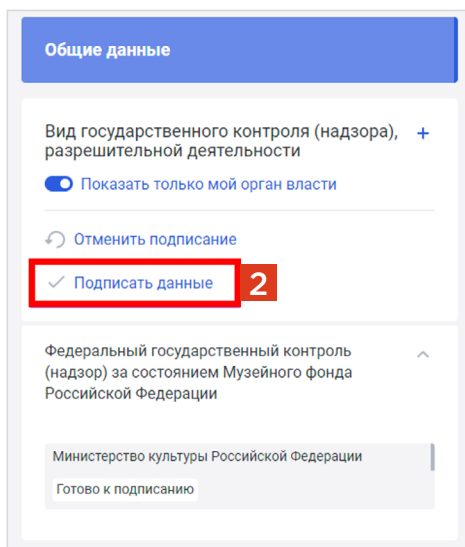 Общие данные
Вид государственного контроля (надзора),
разрешительной деятельности
Показать только мой орган власти
Отменить подписание
Подписать данные
2
Федеральный государственный контроль
(надзор) за состоянием Музейного фонда
Российской Федерации
Министерство культуры Российской Федерации
Готово к подписанию